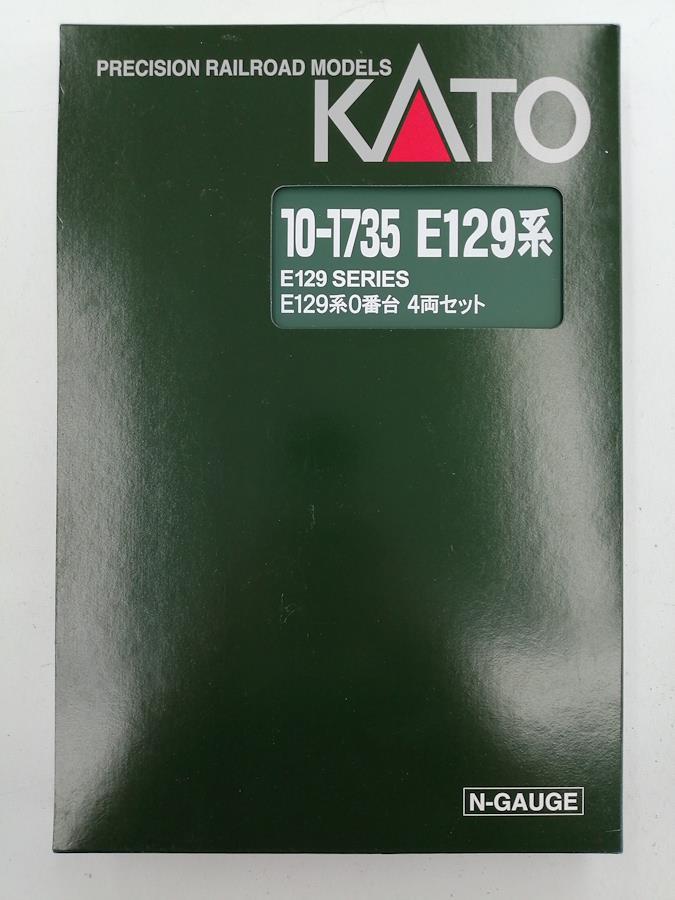 PRECISION RAILROAD MODELS
KATO
10-1735 E129系
E129 SERIES
E129系0番台 4両セット
N-GAUGE